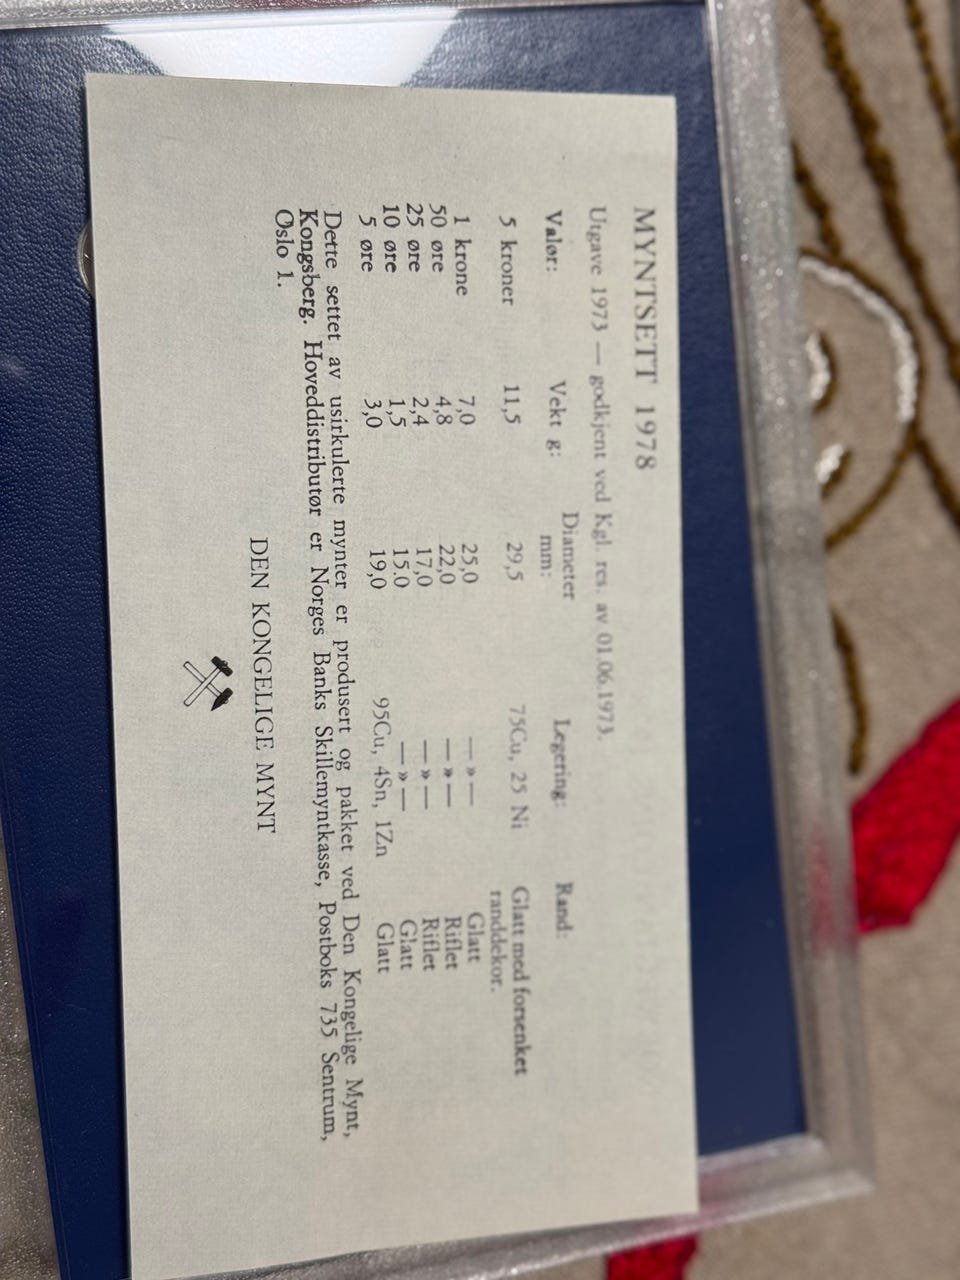 MYNTSETT 1978
Utgave 1973 — godkjent ved Kgl. res. av 01.06.1973.
Valør: Vekt g: Diameter mm: Legering: Rand:
5 kroner 11,5 29,5 75Cu, 25 Ni Glatt med forsenket randdekor.
1 krone 7,0 25,0 —»— Glatt
50 øre 4,8 22,0 —»— Riflet
25 øre 2,4 17,0 —»— Riflet
10 øre 1,5 15.0 —»— Glatt
5 øre 3,0 19,0 95Cu, 4Sn, 1Zn Glatt
Dette settet av usirkulerte mynter er produsert og pakket ved Den Kongelige Mynt,
Kongsberg. Hoveddistributør er Norges Banks Skillemyntkasse, Postboks 735 Sentrum,
Oslo 1.
DEN KONGELIGE MYNT